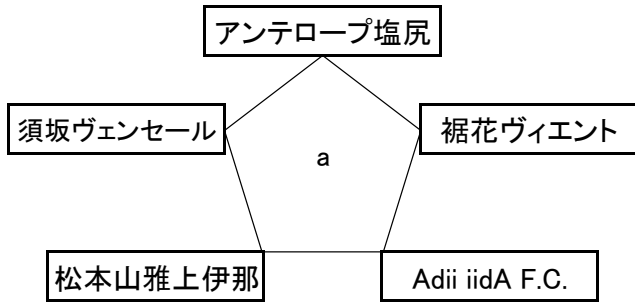 アンテロープ塩尻
須坂ヴェンセール
裾花ヴィエント
a
松本山雅上伊那
Adii iidA F.C.